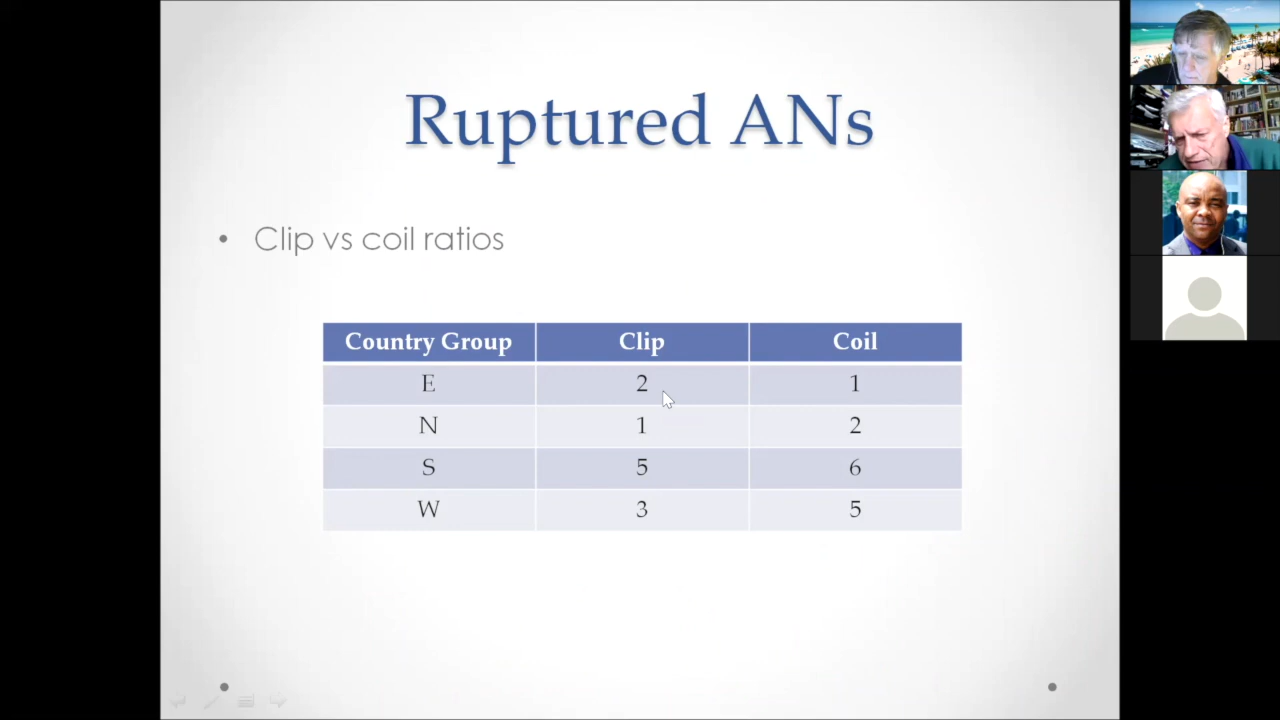 Ruptured ANs
• Clip vs coil ratios
Country Group Clip Coil
E 2 1
N 1 2
S 5 6
W 3 5